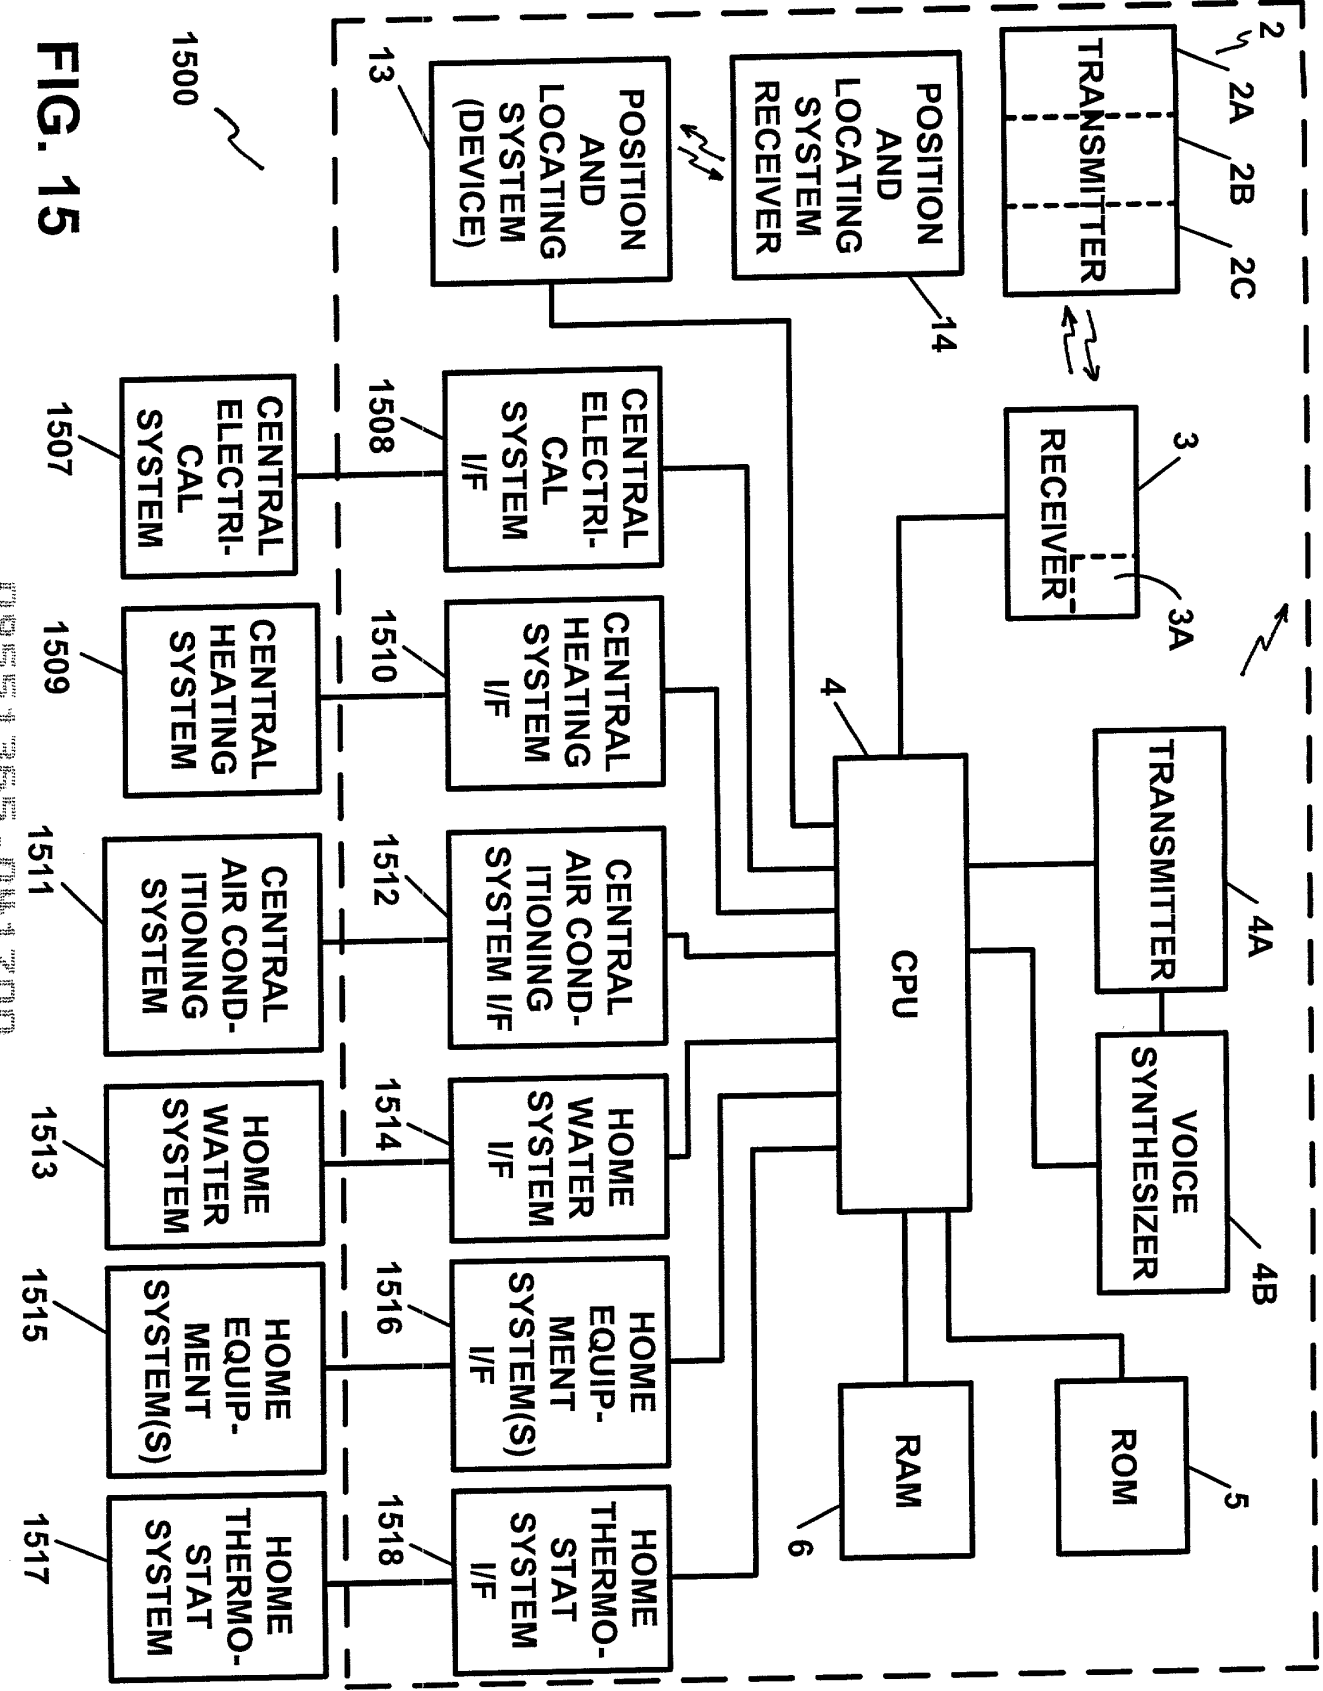 2
2A
2B
2C
TRANSMITTER
3
3A
RECEIVER
TRANSMITTER
4A
VOICE
SYNTHESIZER
4B
ROM
5
POSITION
AND
LOCATING
SYSTEM
RECEIVER
14
4
CPU
RAM
6
POSITION
AND
LOCATING
SYSTEM
(DEVICE)
13
CENTRAL
ELECTRI-
CAL
SYSTEM
I/F
1508
CENTRAL
HEATING
SYSTEM
I/F
1510
CENTRAL
AIR COND-
ITIONING
SYSTEM I/F
1512
HOME
WATER
SYSTEM
I/F
1514
HOME
EQUIP-
MENT
SYSTEM(S)
I/F
1516
HOME
THERMO-
STAT
SYSTEM
I/F
1518
CENTRAL
ELECTRI-
CAL
SYSTEM
1507
CENTRAL
HEATING
SYSTEM
1509
CENTRAL
AIR COND-
ITIONING
SYSTEM
1511
HOME
WATER
SYSTEM
1513
HOME
EQUIP-
MENT
SYSTEM(S)
1515
HOME
THERMO-
STAT
SYSTEM
1517
1500
FIG. 15